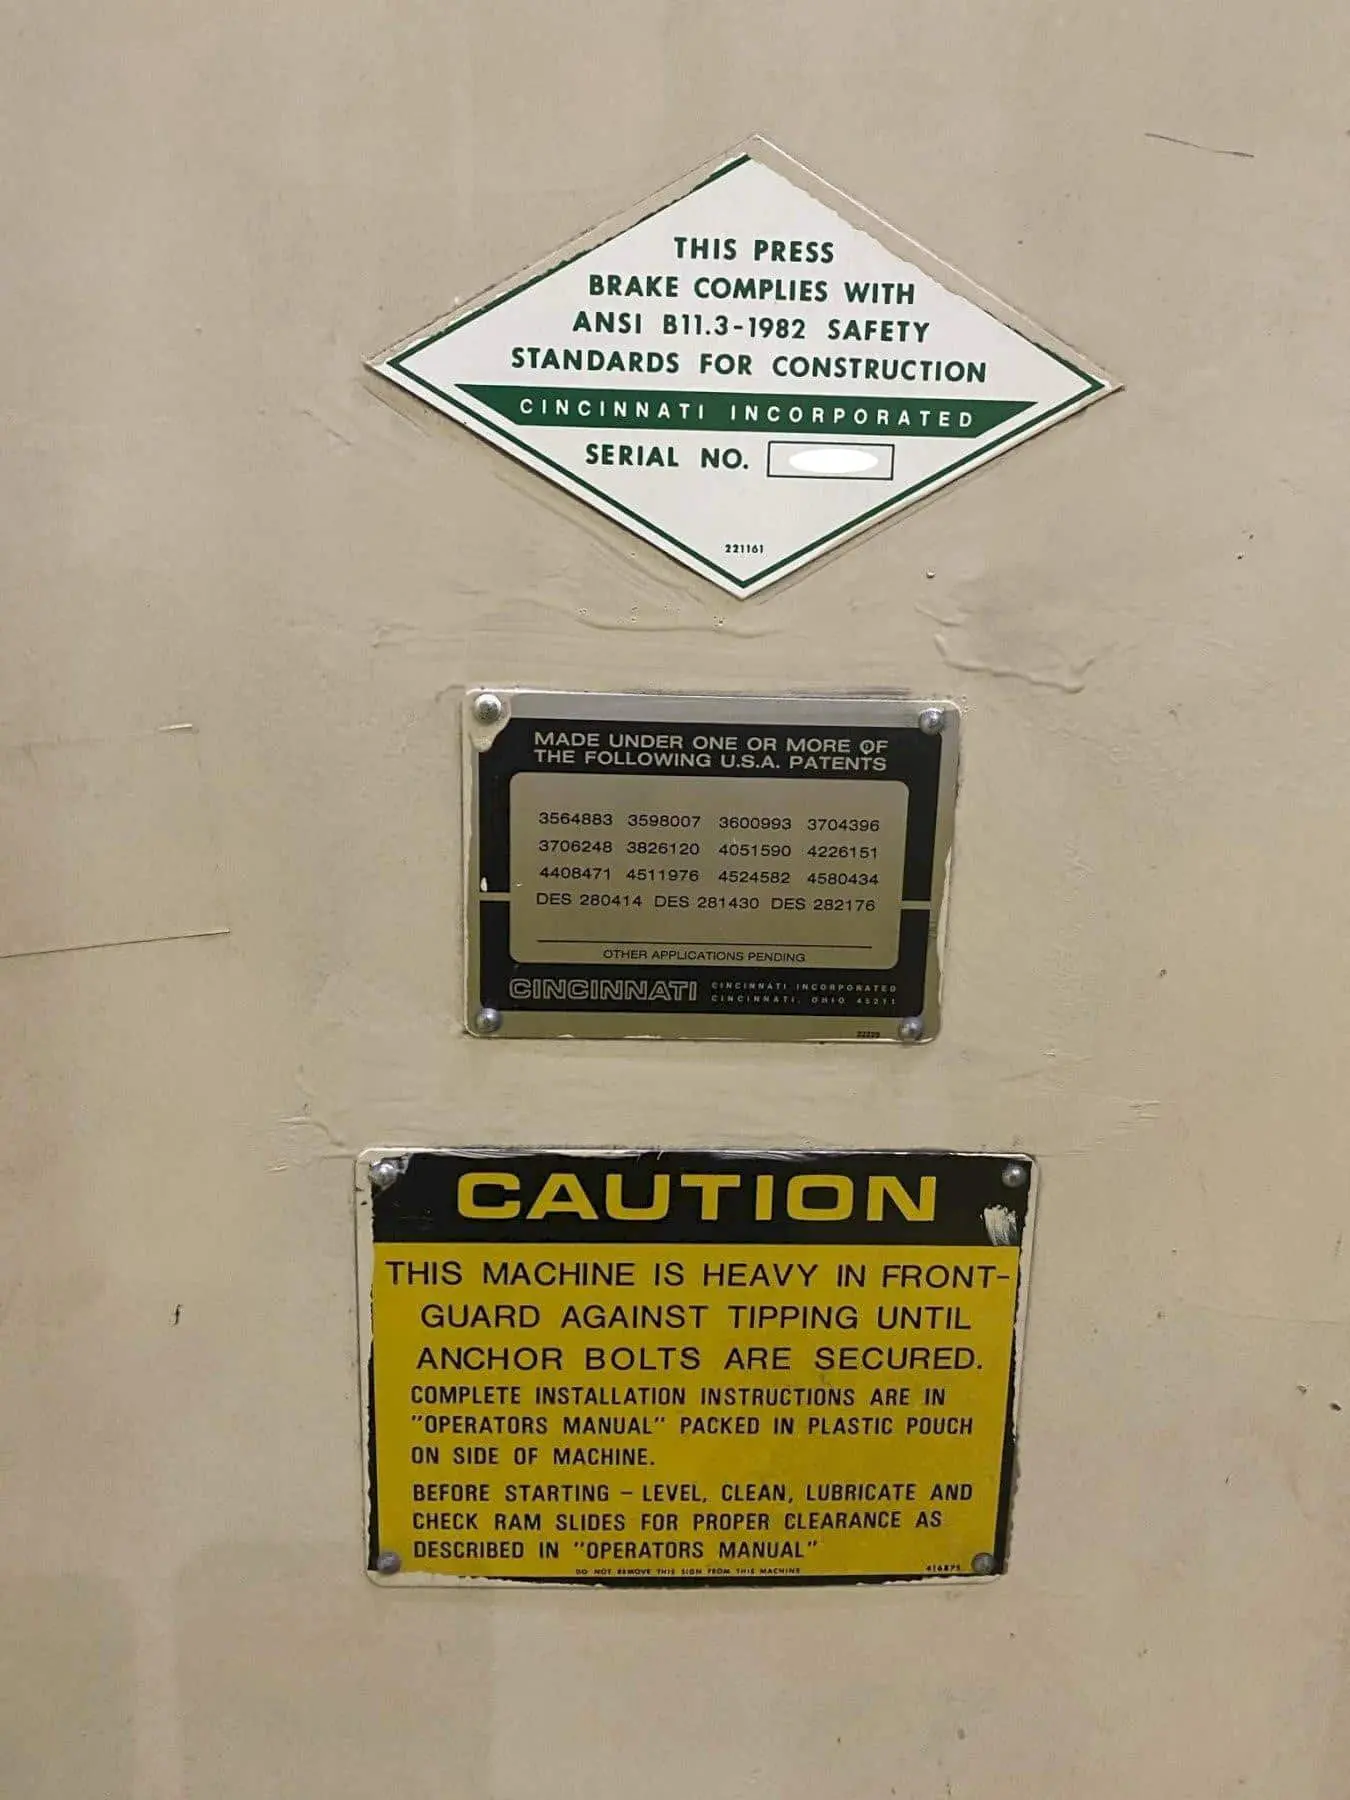 THIS PRESS
BRAKE COMPLIES WITH
ANSI B11.3-1982 SAFETY
STANDARDS FOR CONSTRUCTION
CINCINNATI INCORPORATED
SERIAL NO.
221161
MADE UNDER ONE OR MORE OF
THE FOLLOWING U.S.A. PATENTS
3564883 3598007 3600993 3704396
3706248 3826120 4051590 4226151
4408471 4511976 4524582 4580434
DES 280414 DES 281430 DES 282176
OTHER APPLICATIONS PENDING
CINCINNATI CINCINNATI INCORPORATED
CINCINNATI, OHIO 45211
CAUTION
THIS MACHINE IS HEAVY IN FRONT-
GUARD AGAINST TIPPING UNTIL
ANCHOR BOLTS ARE SECURED.
COMPLETE INSTALLATION INSTRUCTIONS ARE IN
"OPERATORS MANUAL" PACKED IN PLASTIC POUCH
ON SIDE OF MACHINE.
BEFORE STARTING - LEVEL, CLEAN, LUBRICATE AND
CHECK RAM SLIDES FOR PROPER CLEARANCE AS
DESCRIBED IN "OPERATORS MANUAL"
DO NOT REMOVE THIS SIGN FROM THIS MACHINE